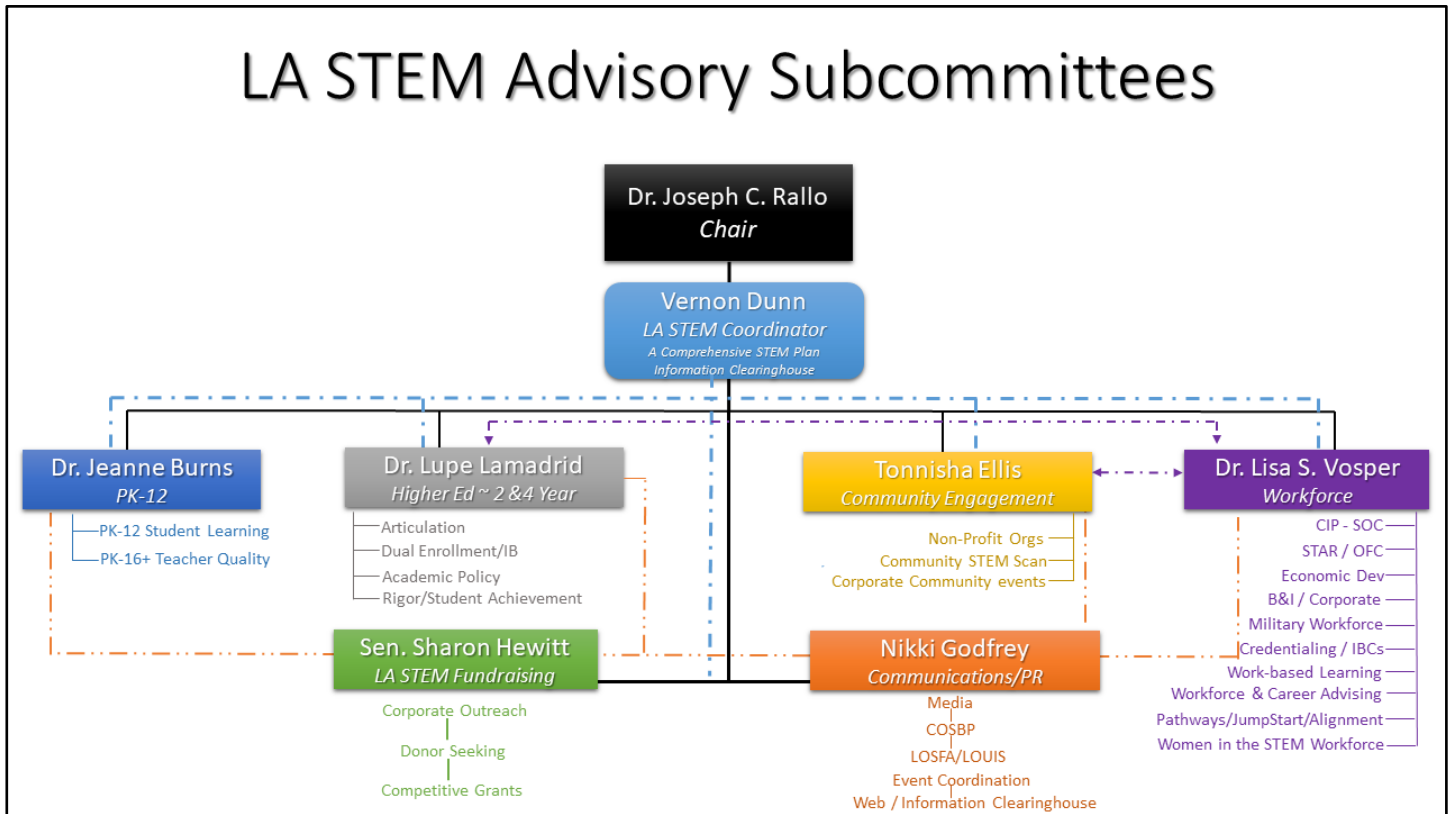 LA STEM Advisory Subcommittees
Dr. Joseph C. Rallo
Chair
Vernon Dunn
LA STEM Coordinator
A Comprehensive STEM Plan
Information Clearinghouse
Dr. Jeanne Burns
PK-12
PK-12 Student Learning
PK-16+ Teacher Quality
Dr. Lupe Lamadrid
Higher Ed ~ 2 &4 Year
Articulation
Dual Enrollment/IB
Academic Policy
Rigor/Student Achievement
Tonnisha Ellis
Community Engagement
Non-Profit Orgs
Community STEM Scan
Corporate Community events
Dr. Lisa S. Vosper
Workforce
CIP - SOC
STAR / OFC
Economic Dev
B&I / Corporate
Military Workforce
Credentialing / IBCs
Work-based Learning
Workforce & Career Advising
Pathways/JumpStart/Alignment
Women in the STEM Workforce
Sen. Sharon Hewitt
LA STEM Fundraising
Corporate Outreach
Donor Seeking
Competitive Grants
Nikki Godfrey
Communications/PR
Media
COSBP
LOSFA/LOUIS
Event Coordination
Web / Information Clearinghouse